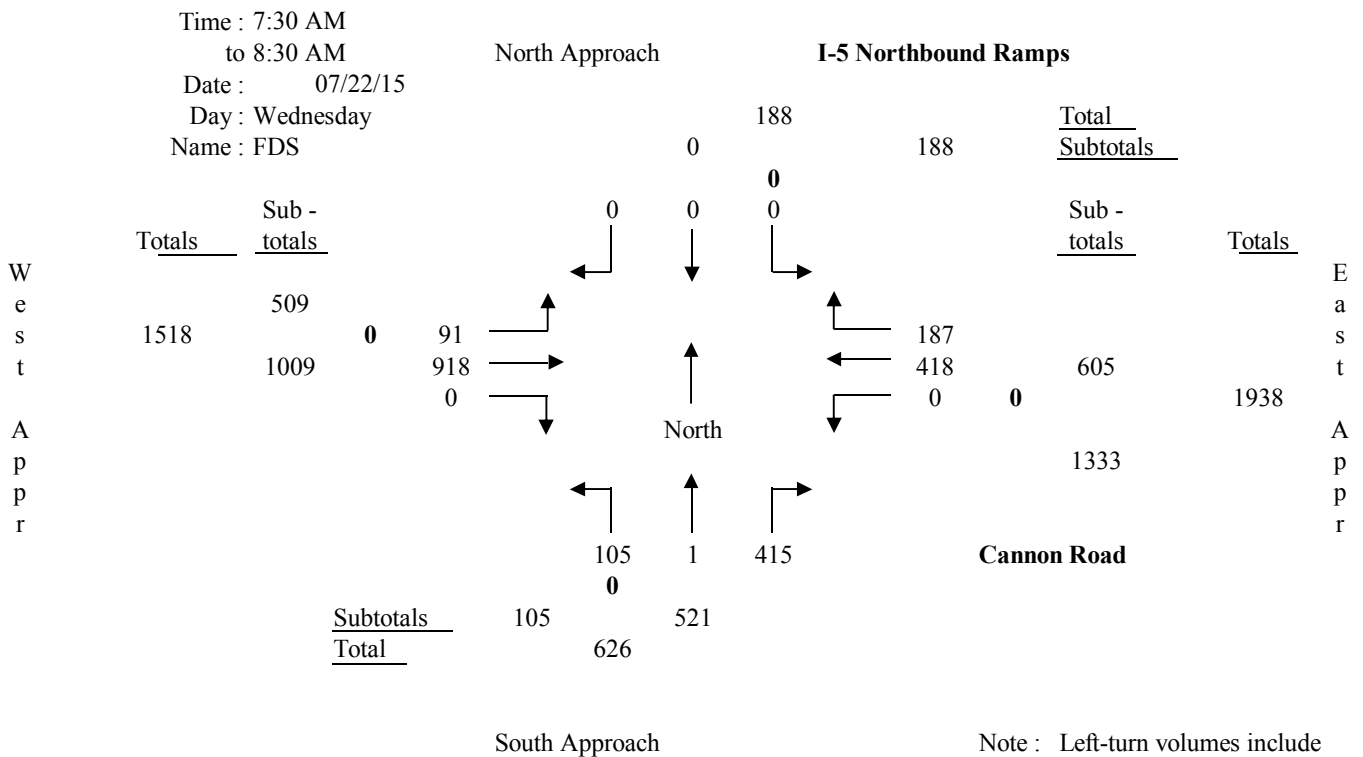 Time : 7:30 AM
to 8:30 AM North Approach I-5 Northbound Ramps
Date : 07/22/15
Day : Wednesday 188 Total
Name : FDS 0 188 Subtotals
0
Sub - 0 0 0 Sub -
Totals totals totals Totals
W E
e 509 a
s 1518 0 91 187 s
t 1009 918 418 605 t
0 0 0 1938
A North A
p 1333 p
p p
r r
105 1 415 Cannon Road
0
Subtotals 105 521
Total 626
South Approach Note : Left-turn volumes include